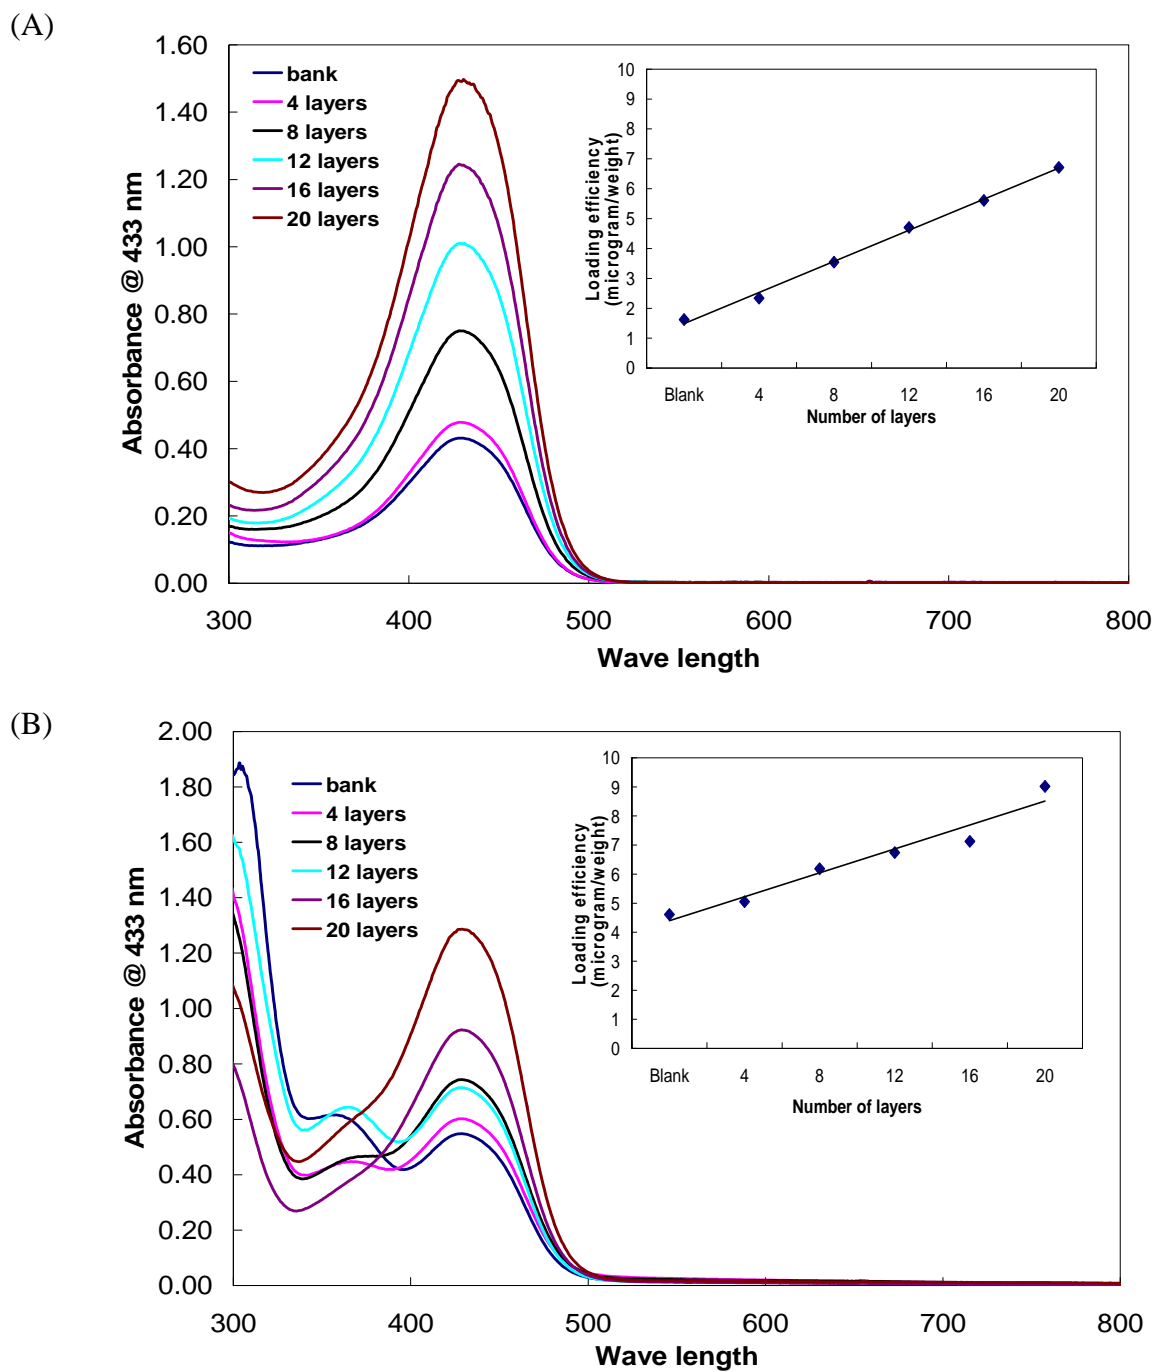 (A)
1.60
1.40
1.20
1.00
0.80
0.60
0.40
0.20
0.00
Absorbance @ 433 nm
bank
4 layers
8 layers
12 layers
16 layers
20 layers
300 400 500 600 700 800
Wave length
10
9
8
7
6
5
4
3
2
1
0
Loading efficiency
(microgram/weight)
Blank 4 8 12 16 20
Number of layers
(B)
2.00
1.80
1.60
1.40
1.20
1.00
0.80
0.60
0.40
0.20
0.00
Absorbance @ 433 nm
bank
4 layers
8 layers
12 layers
16 layers
20 layers
300 400 500 600 700 800
Wave length
10
9
8
7
6
5
4
3
2
1
0
Loading efficiency
(microgram/weight)
Blank 4 8 12 16 20
Number of layers